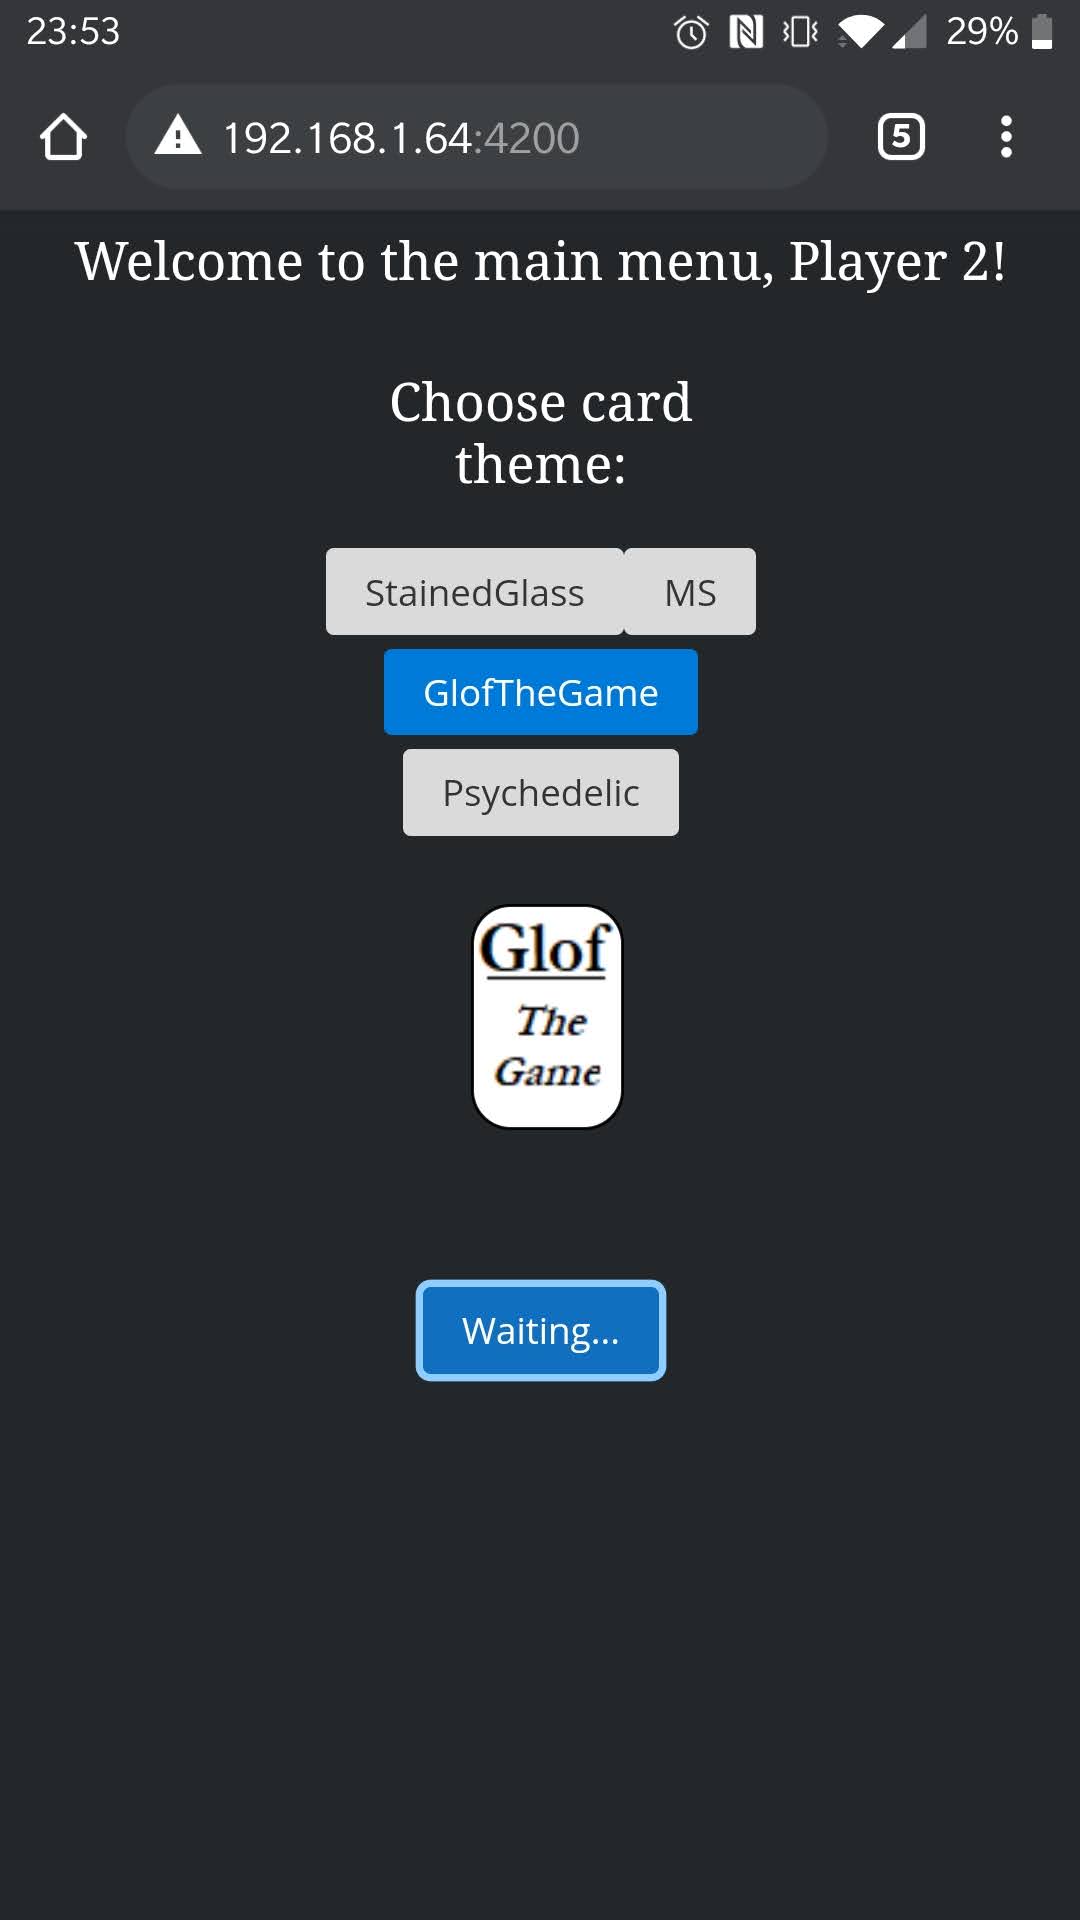 23:53
29%
192.168.1.64:4200
5
Welcome to the main menu, Player 2!
Choose card
theme:
StainedGlass MS
GlofTheGame
Psychedelic
Glof
The
Game
Waiting...